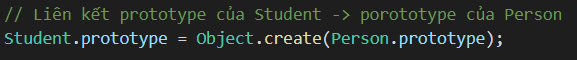 // Liên kết prototype của Student -> porototype của Person
Student.prototype = Object.create(Person.prototype);